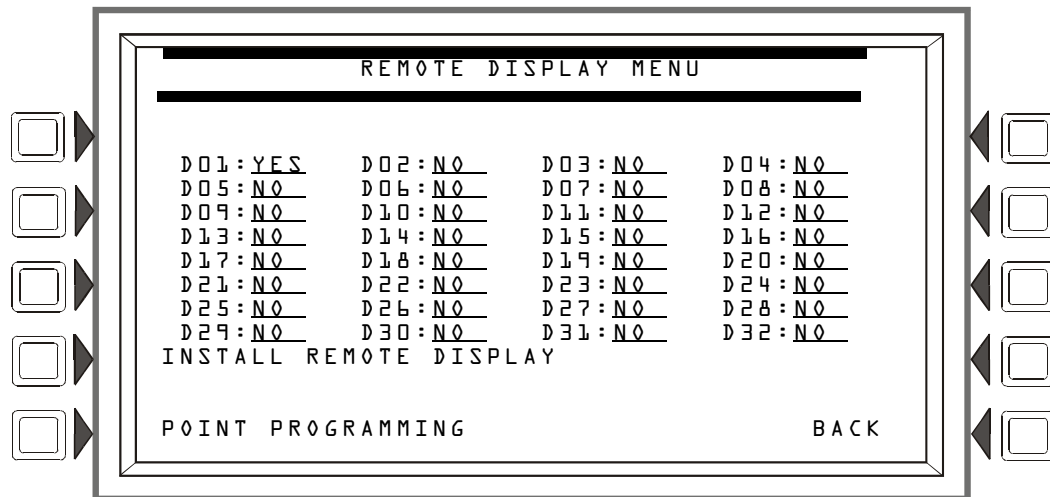 REMOTE DISPLAY MENU
D01:YES D02:NO D03:NO D04:NO
D05:NO D06:NO D07:NO D08:NO
D09:NO D10:NO D11:NO D12:NO
D13:NO D14:NO D15:NO D16:NO
D17:NO D18:NO D19:NO D20:NO
D21:NO D22:NO D23:NO D24:NO
D25:NO D26:NO D27:NO D28:NO
D29:NO D30:NO D31:NO D32:NO
INSTALL REMOTE DISPLAY
POINT PROGRAMMING BACK